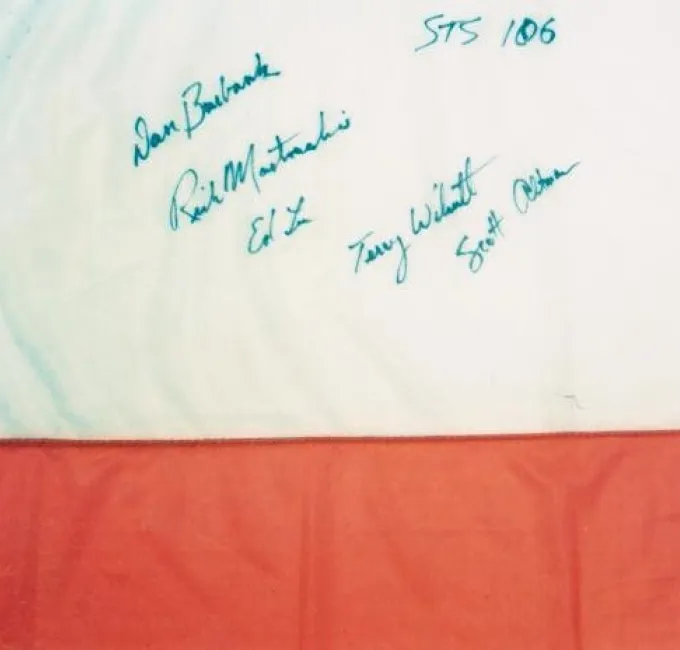 STS 106
Dan Burbank
Rick Mastracchio
Ed Lu
Terry Wilcutt
Scott Altman